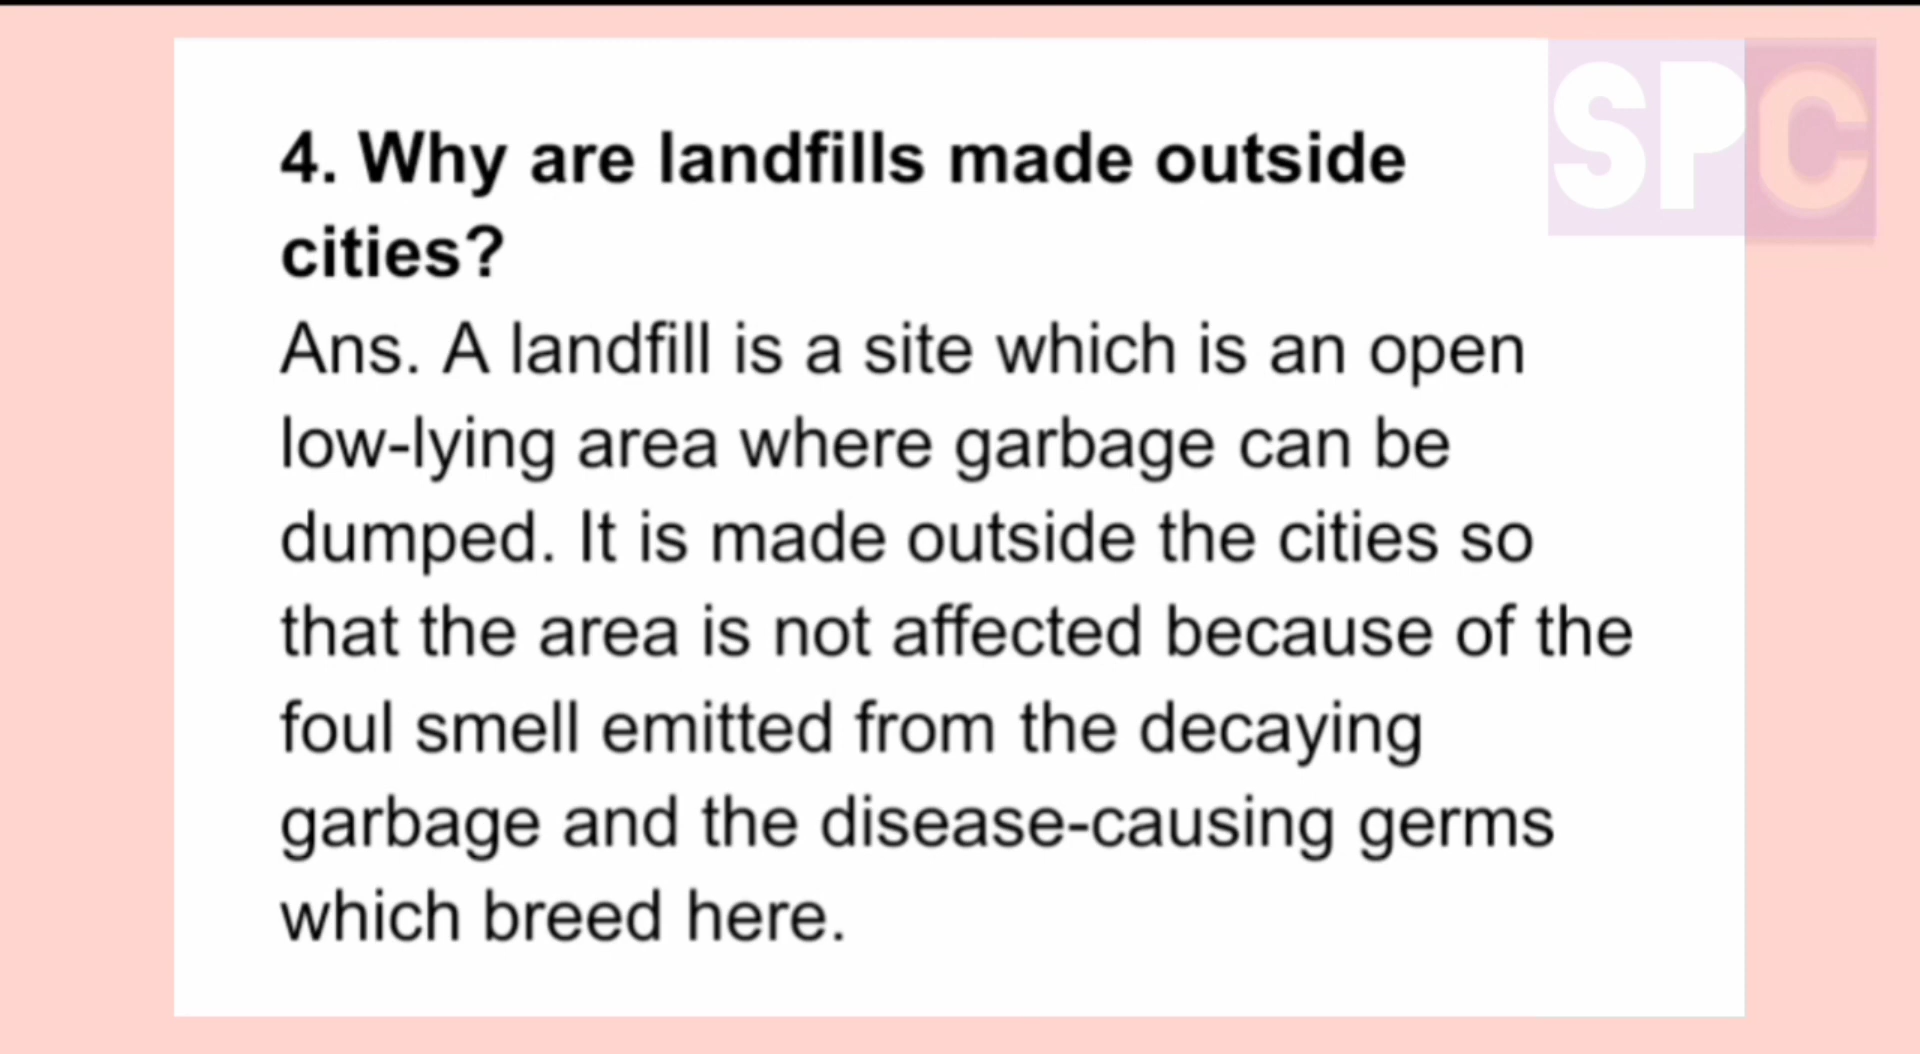 SPC
4. Why are landfills made outside
cities?
Ans. A landfill is a site which is an open
low-lying area where garbage can be
dumped. It is made outside the cities so
that the area is not affected because of the
foul smell emitted from the decaying
garbage and the disease-causing germs
which breed here.